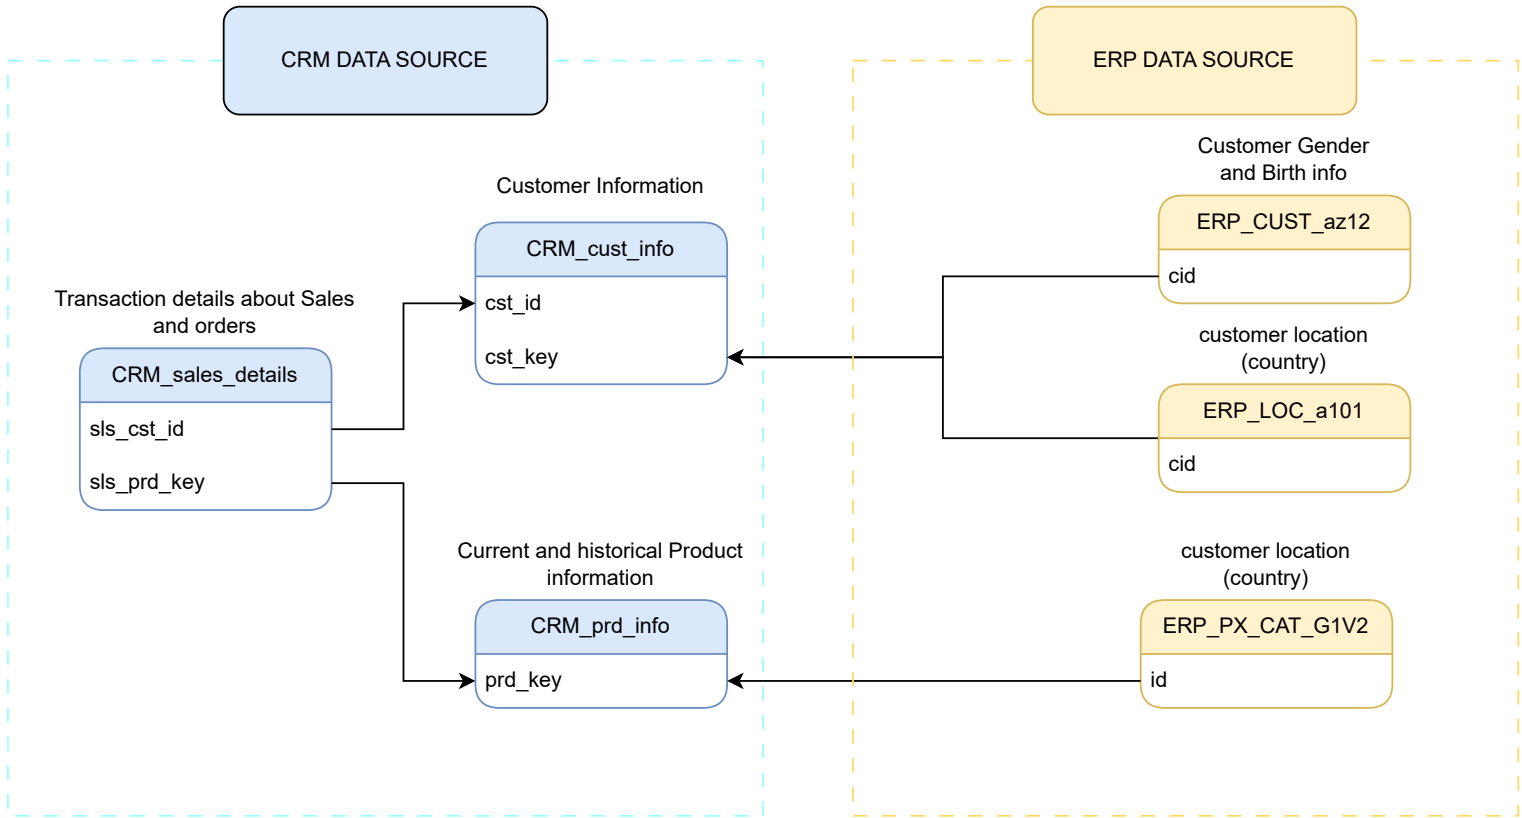 CRM DATA SOURCE
Customer Information
CRM_cust_info
cst_id
cst_key
Transaction details about Sales
and orders
CRM_sales_details
sls_cst_id
sls_prd_key
Current and historical Product
information
CRM_prd_info
prd_key
ERP DATA SOURCE
Customer Gender
and Birth info
ERP_CUST_az12
cid
customer location
(country)
ERP_LOC_a101
cid
customer location
(country)
ERP_PX_CAT_G1V2
id